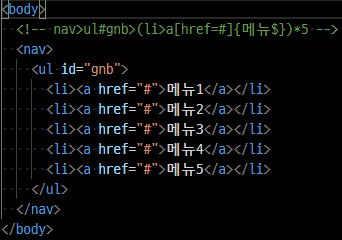 <body>
<!-- nav>ul#gnb>(li>a[href=#]{메뉴$})*5 -->
<nav>
<ul id="gnb">
<li><a href="#">메뉴1</a></li>
<li><a href="#">메뉴2</a></li>
<li><a href="#">메뉴3</a></li>
<li><a href="#">메뉴4</a></li>
<li><a href="#">메뉴5</a></li>
</ul>
</nav>
</body>